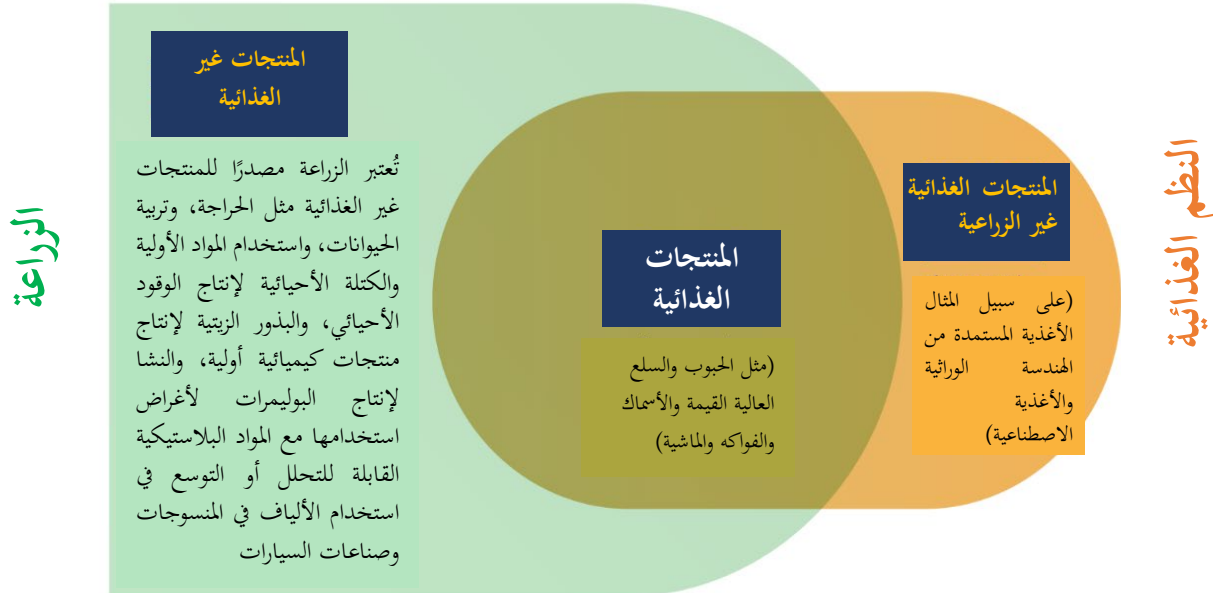 الزراعة
المنتجات غير
الغذائية
تُعتبر الزراعة مصدرًا للمنتجات
غير الغذائية مثل الحراجة، وتربية
الحيوانات، واستخدام المواد الأولية
والكتلة الأحيائية لإنتاج الوقود
الأحيائي، والبذور الزيتية لإنتاج
منتجات كيميائية أولية، والنشا
لإنتاج البوليمرات لأغراض
استخدامها مع المواد البلاستيكية
القابلة للتحلل أو التوسع في
استخدام الألياف في المنسوجات
وصناعات السيارات
المنتجات
الغذائية
(مثل الحبوب والسلع
العالية القيمة والأسماك
والفواكه والماشية)
المنتجات الغذائية
غير الزراعية
(على سبيل المثال
الأغذية المستمدة من
الهندسة الوراثية
والأغذية
الاصطناعية)
النظم الغذائية